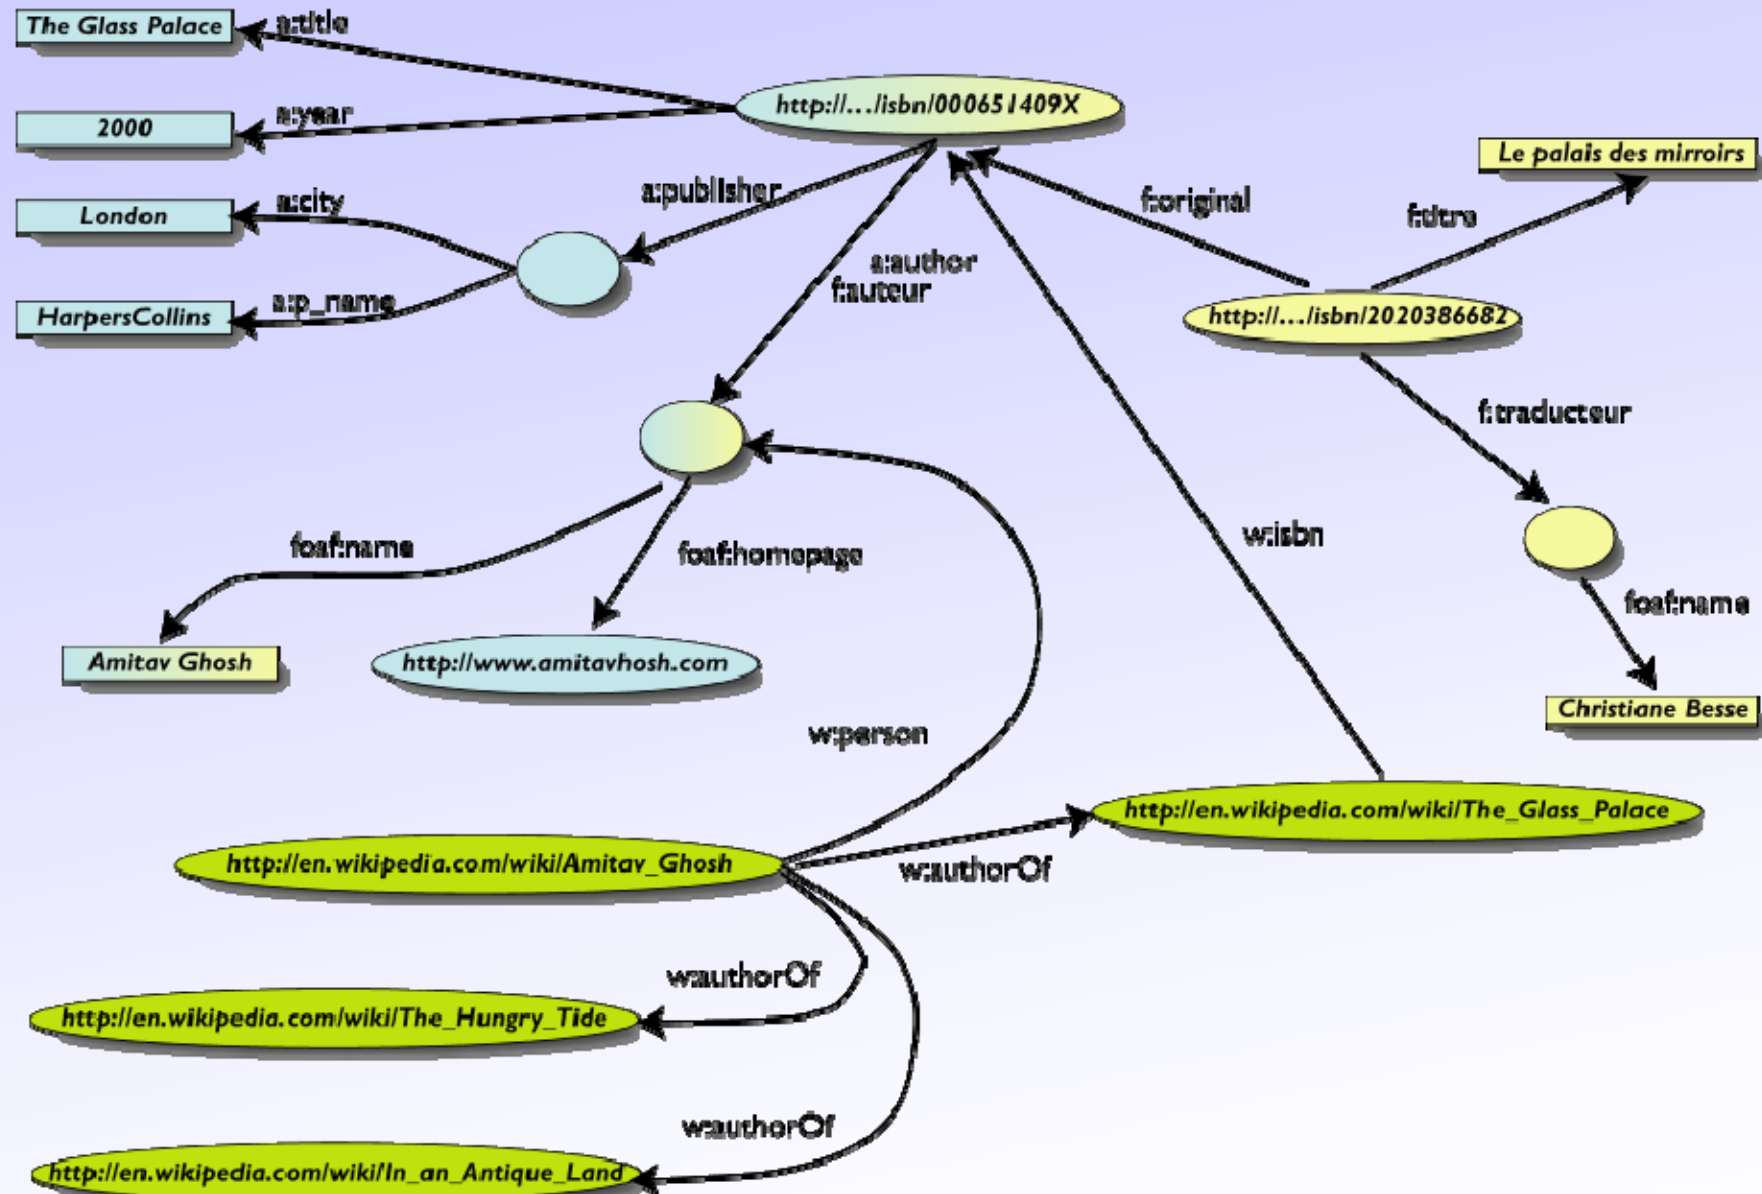 The Glass Palace
a:title
http://.../isbn/000651409X
2000
a:year
Le palais des mirroirs
London
a:city
a:publisher
f:original
f:titre
a:author
f:auteur
HarpersCollins
a:p_name
http://.../isbn/2020386682
f:traducteur
foaf:name
foaf:homepage
w:isbn
foaf:name
Amitav Ghosh
http://www.amitavhosh.com
Christiane Besse
w:person
http://en.wikipedia.com/wiki/The_Glass_Palace
http://en.wikipedia.com/wiki/Amitav_Ghosh
w:authorOf
w:authorOf
http://en.wikipedia.com/wiki/The_Hungry_Tide
w:authorOf
http://en.wikipedia.com/wiki/In_an_Antique_Land